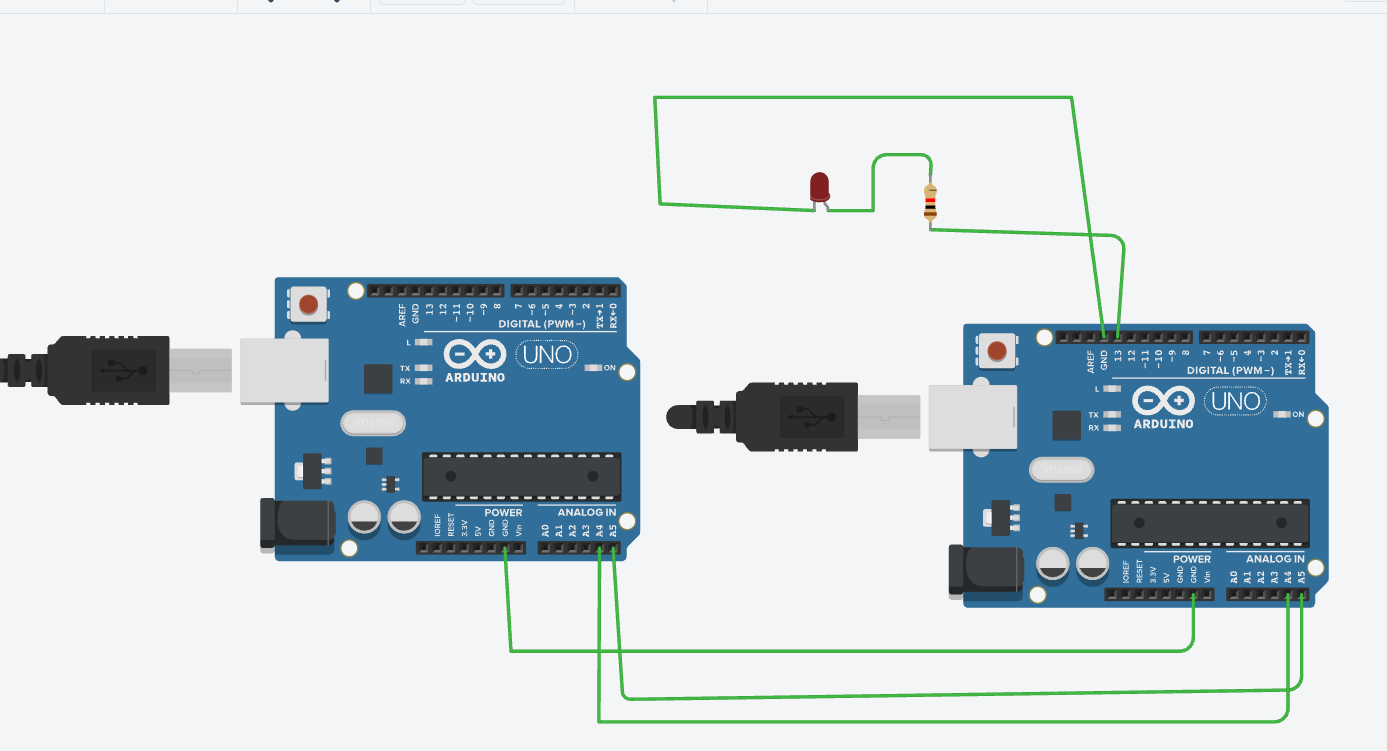 AREF
GND
13
12
~11
~10
~9
8
7
~6
~5
4
~3
2
TX→1
RX←0
DIGITAL (PWM~)
L
TX
RX
ARDUINO
UNO
ON
POWER
ANALOG IN
IOREF
RESET
3.3V
5V
GND
GND
Vin
A0
A1
A2
A3
A4
A5
AREF
GND
13
12
~11
~10
~9
8
7
~6
~5
4
~3
2
TX→1
RX←0
DIGITAL (PWM~)
L
TX
RX
ARDUINO
UNO
ON
POWER
ANALOG IN
IOREF
RESET
3.3V
5V
GND
GND
Vin
A0
A1
A2
A3
A4
A5